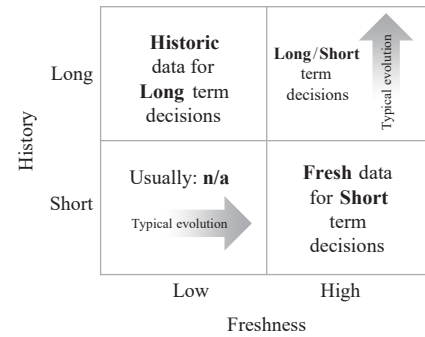 Long
Historic
data for
Long term
decisions
Long/Short
term
decisions
Typical evolution
History
Short
Usually: n/a
Typical evolution
Fresh data
for Short
term
decisions
Low
High
Freshness